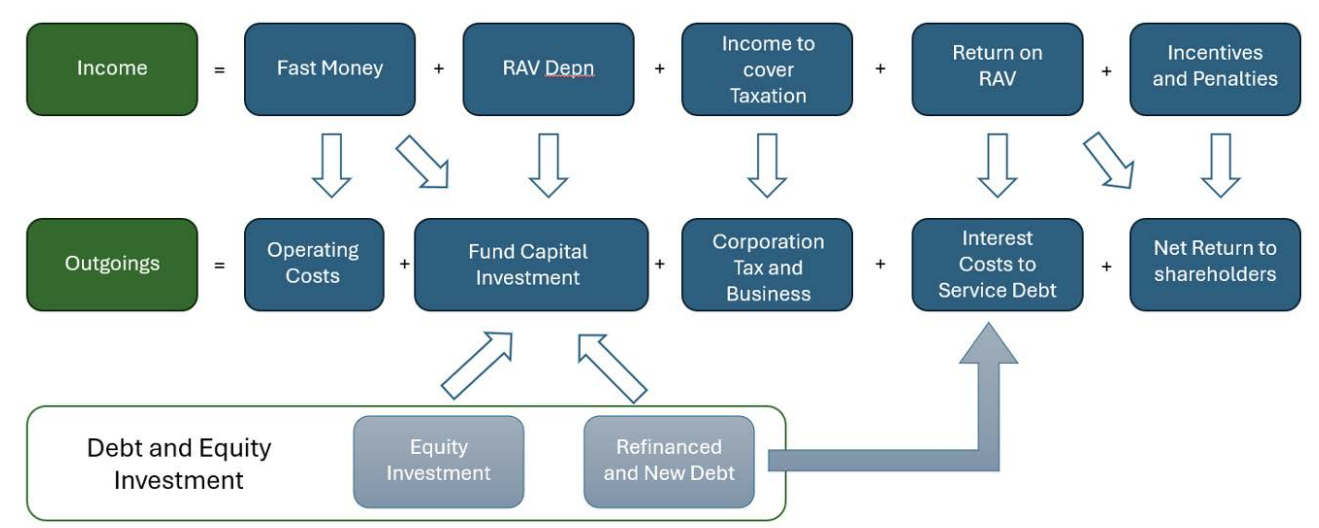 Income = Fast Money + RAV Depn + Income to cover Taxation + Return on RAV + Incentives and Penalties
Outgoings = Operating Costs + Fund Capital Investment + Corporation Tax and Business + Interest Costs to Service Debt + Net Return to shareholders
Debt and Equity Investment
Equity Investment
Refinanced and New Debt